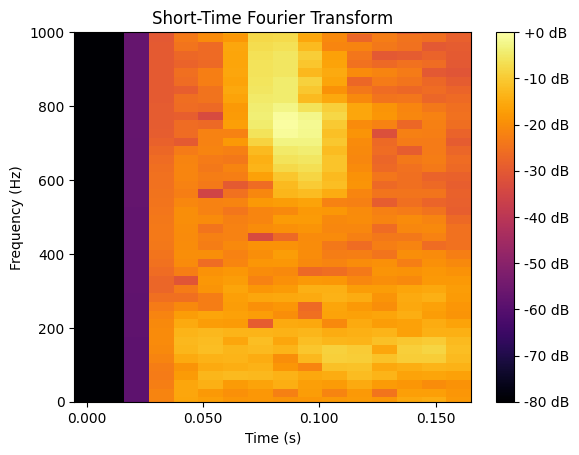 Short-Time Fourier Transform
1000
800
600
400
200
0
Frequency (Hz)
0.000
0.050
0.100
0.150
Time (s)
+0 dB
-10 dB
-20 dB
-30 dB
-40 dB
-50 dB
-60 dB
-70 dB
-80 dB